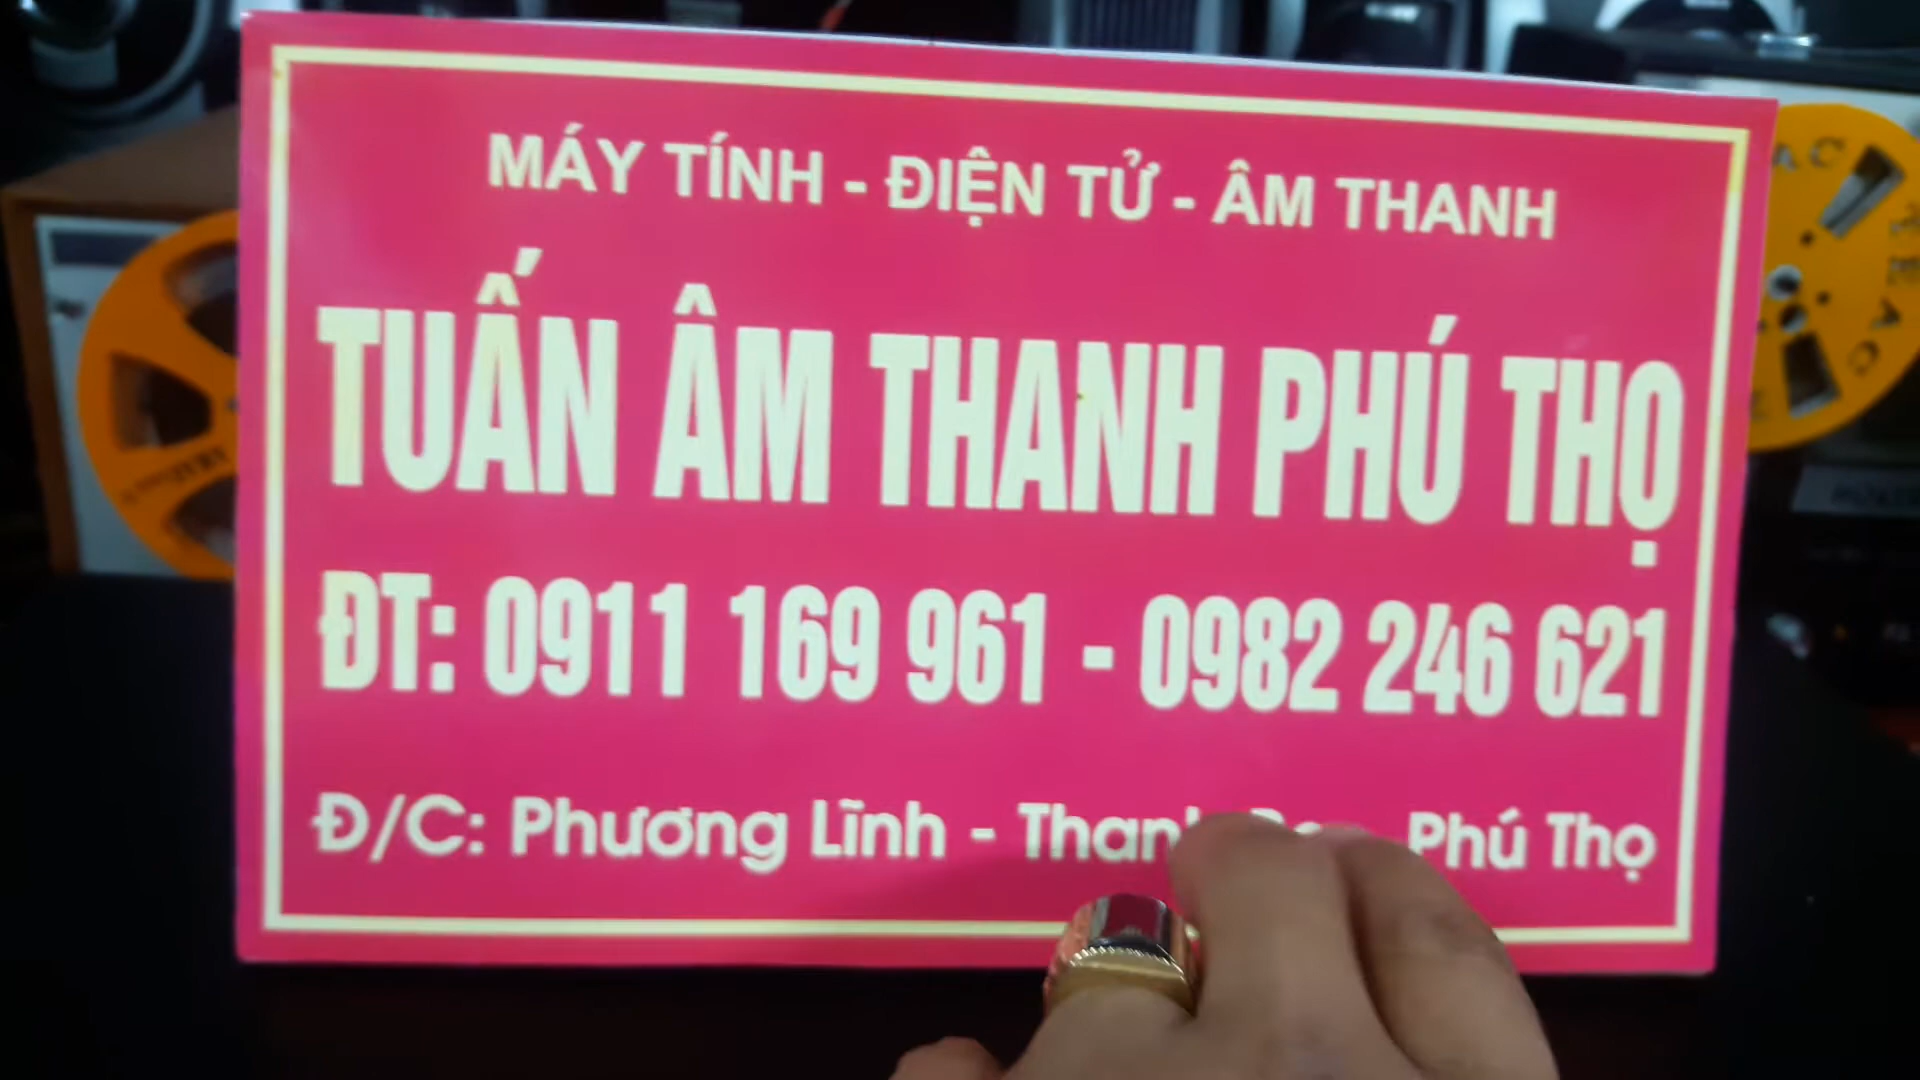 MÁY TÍNH - ĐIỆN TỬ - ÂM THANH
TUẤN ÂM THANH PHÚ THỌ
ĐT: 0911 169 961 - 0982 246 621
Đ/C: Phương Lĩnh - Phú Thọ